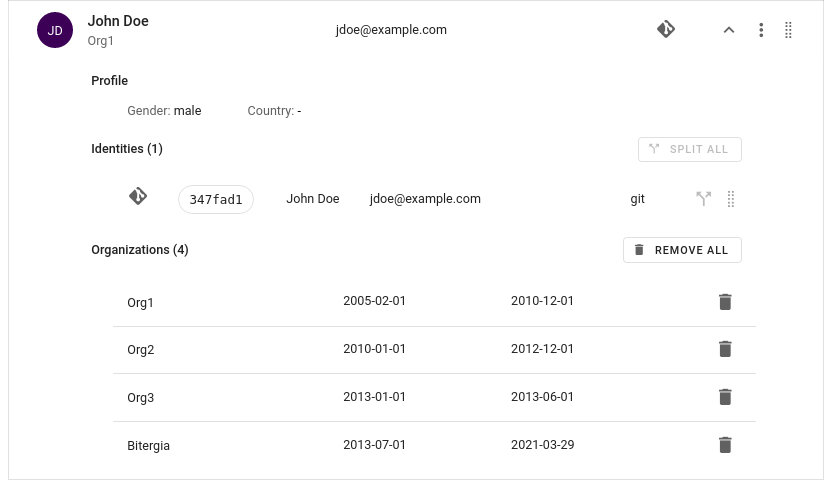 JD John Doe jdoe@example.com
Org1
Profile
Gender: male Country: -
Identities (1) SPLIT ALL
347fad1 John Doe jdoe@example.com git
Organizations (4) REMOVE ALL
Org1 2005-02-01 2010-12-01
Org2 2010-01-01 2012-12-01
Org3 2013-01-01 2013-06-01
Bitergia 2013-07-01 2021-03-29